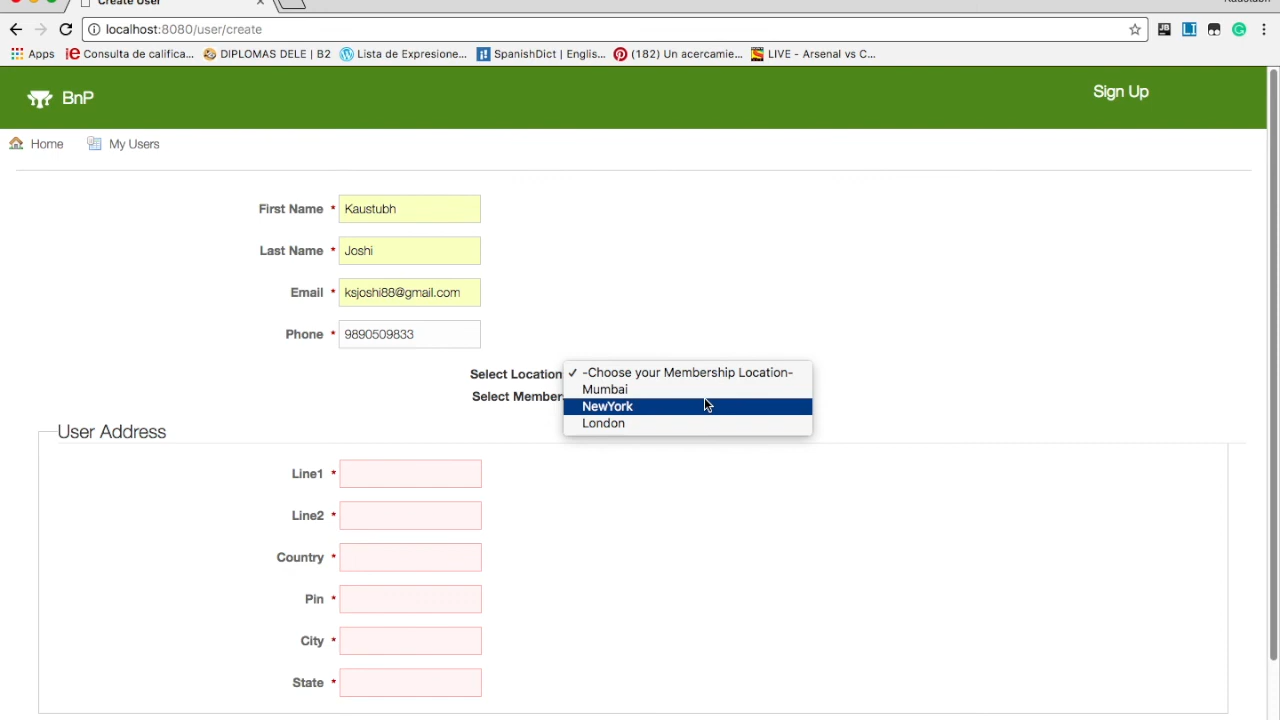 Create User
localhost:8080/user/create
Apps Consulta de califica... DIPLOMAS DELE | B2 Lista de Expresione... SpanishDict | Englis... (182) Un acercamie... LIVE - Arsenal vs C...
BnP
Sign Up
Home My Users
First Name * Kaustubh
Last Name * Joshi
Email * ksjoshi88@gmail.com
Phone * 9890509833
Select Location ✓ -Choose your Membership Location-
Mumbai
Select Member
NewYork
London
User Address
Line1 *
Line2 *
Country *
Pin *
City *
State *